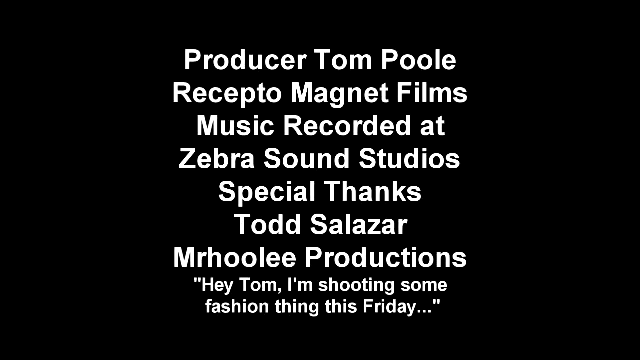 Producer Tom Poole
Recepto Magnet Films
Music Recorded at
Zebra Sound Studios
Special Thanks
Todd Salazar
Mrhoolee Productions
"Hey Tom, I'm shooting some
fashion thing this Friday..."